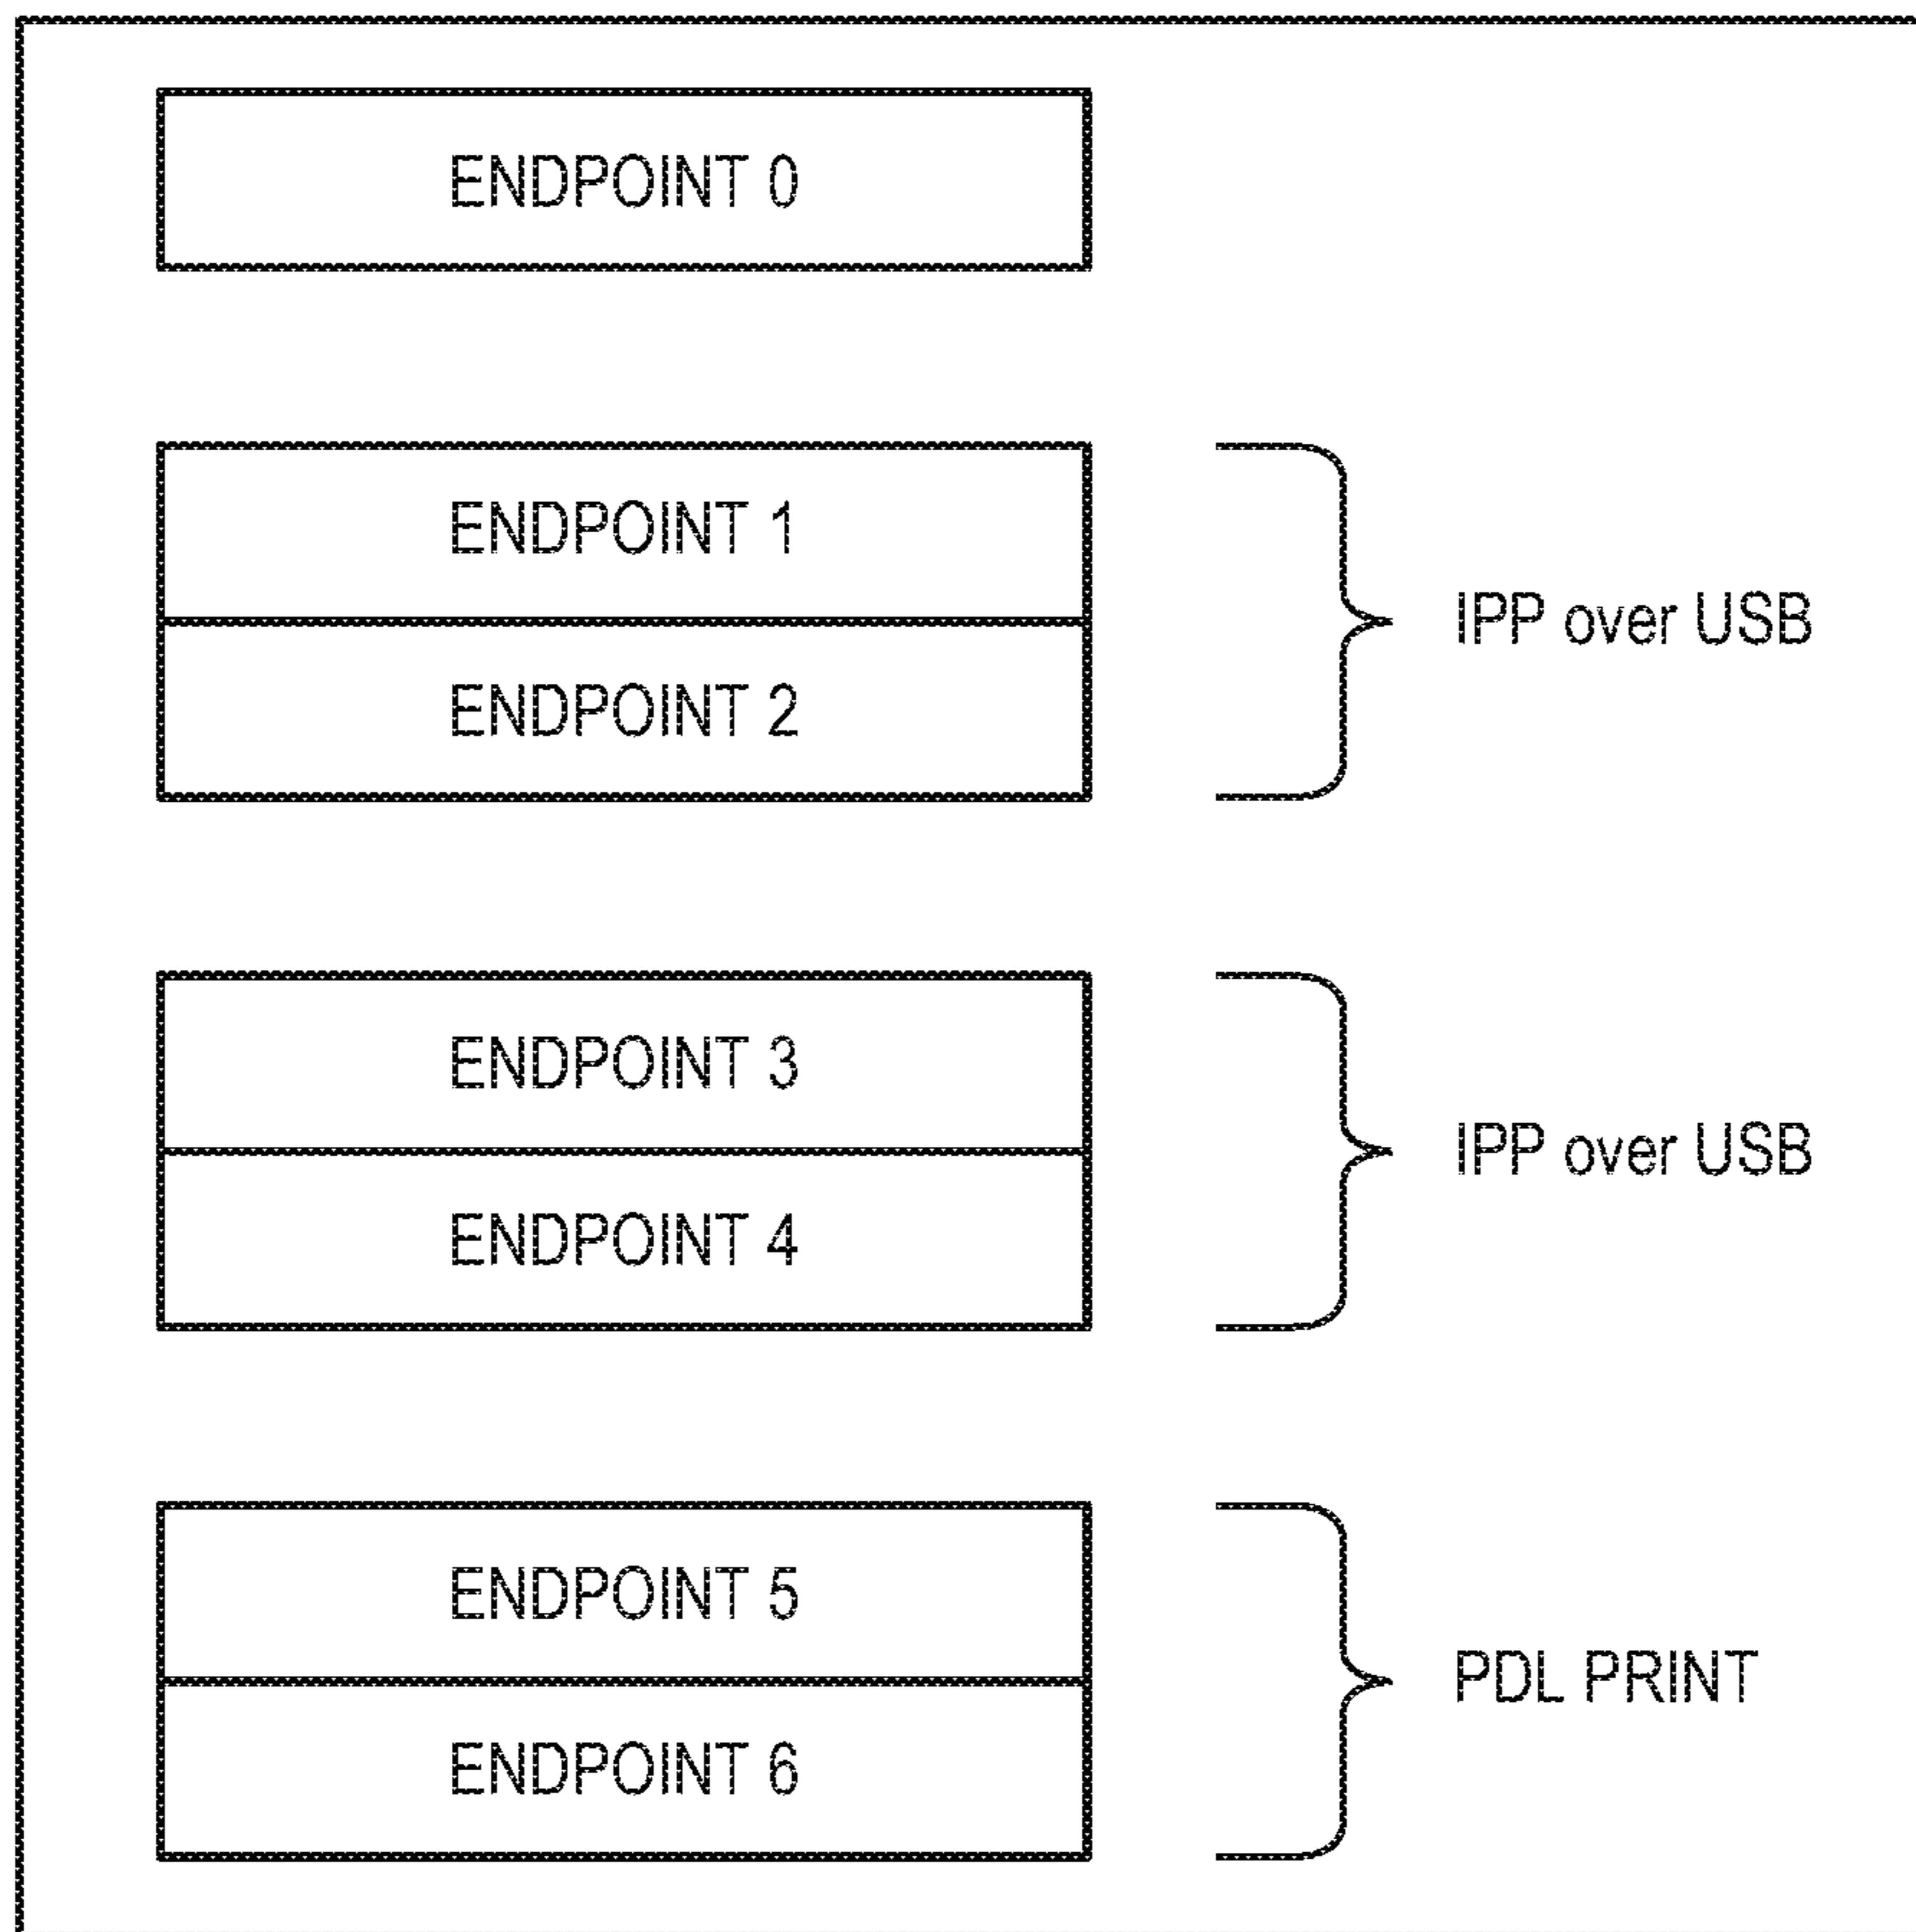 ENDPOINT 0
ENDPOINT 1
IPP over USB
ENDPOINT 2
ENDPOINT 3
IPP over USB
ENDPOINT 4
ENDPOINT 5
PDL PRINT
ENDPOINT 6